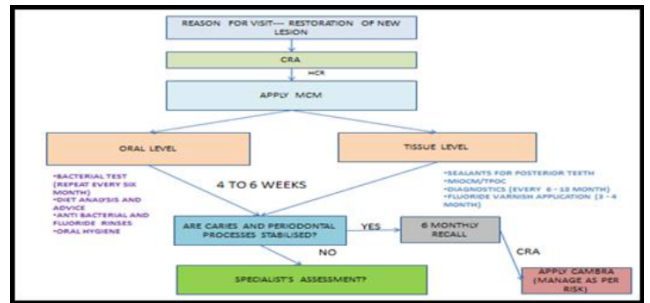 REASON FOR VISIT--- RESTORATION OF NEW
LESION
CRA
HCR
APPLY MCM
ORAL LEVEL
TISSUE LEVEL
•BACTERIAL TEST
(REPEAT EVERY SIX
MONTH)
•DIET ANALYSIS AND
ADVICE
•ANTI BACTERIAL AND
FLUORIDE RINSES
•ORAL HYGIENE
4 TO 6 WEEKS
•SEALANTS FOR POSTERIOR TEETH
•MIOCM/TPOC
•DIAGNOSTICS (EVERY 6 - 18 MONTH)
•FLUORIDE VARNISH APPLICATION (3 - 4
MONTH)
ARE CARIES AND PERIODONTAL
PROCESSES STABILISED?
YES
6 MONTHLY
RECALL
NO
CRA
SPECIALIST'S ASSESSMENT?
APPLY CAMBRA
(MANAGE AS PER
RISK)